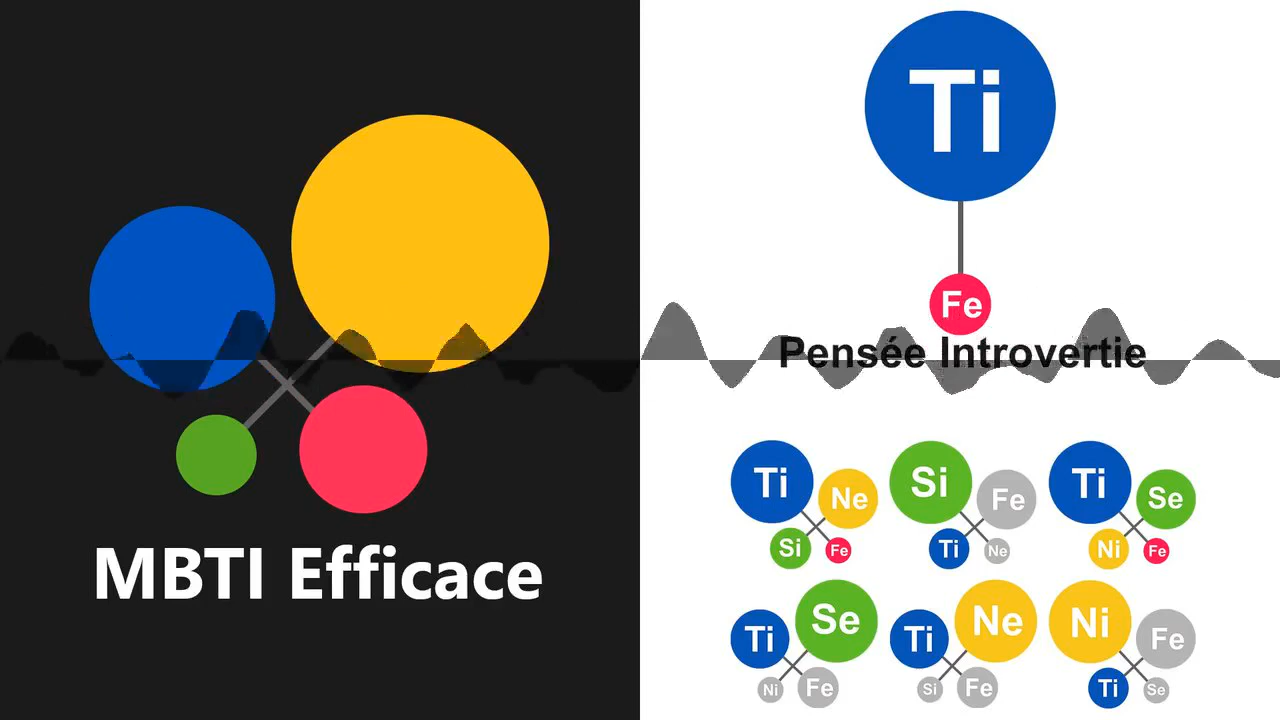 MBTI Efficace
Ti
Fe
Pensée Introvertie
Ti Ne Si Fe
Si Fe Ti Ne
Ti Se Ni Fe
Ti Se Ni Fe
Ti Ne Si Fe
Ni Fe Ti Se